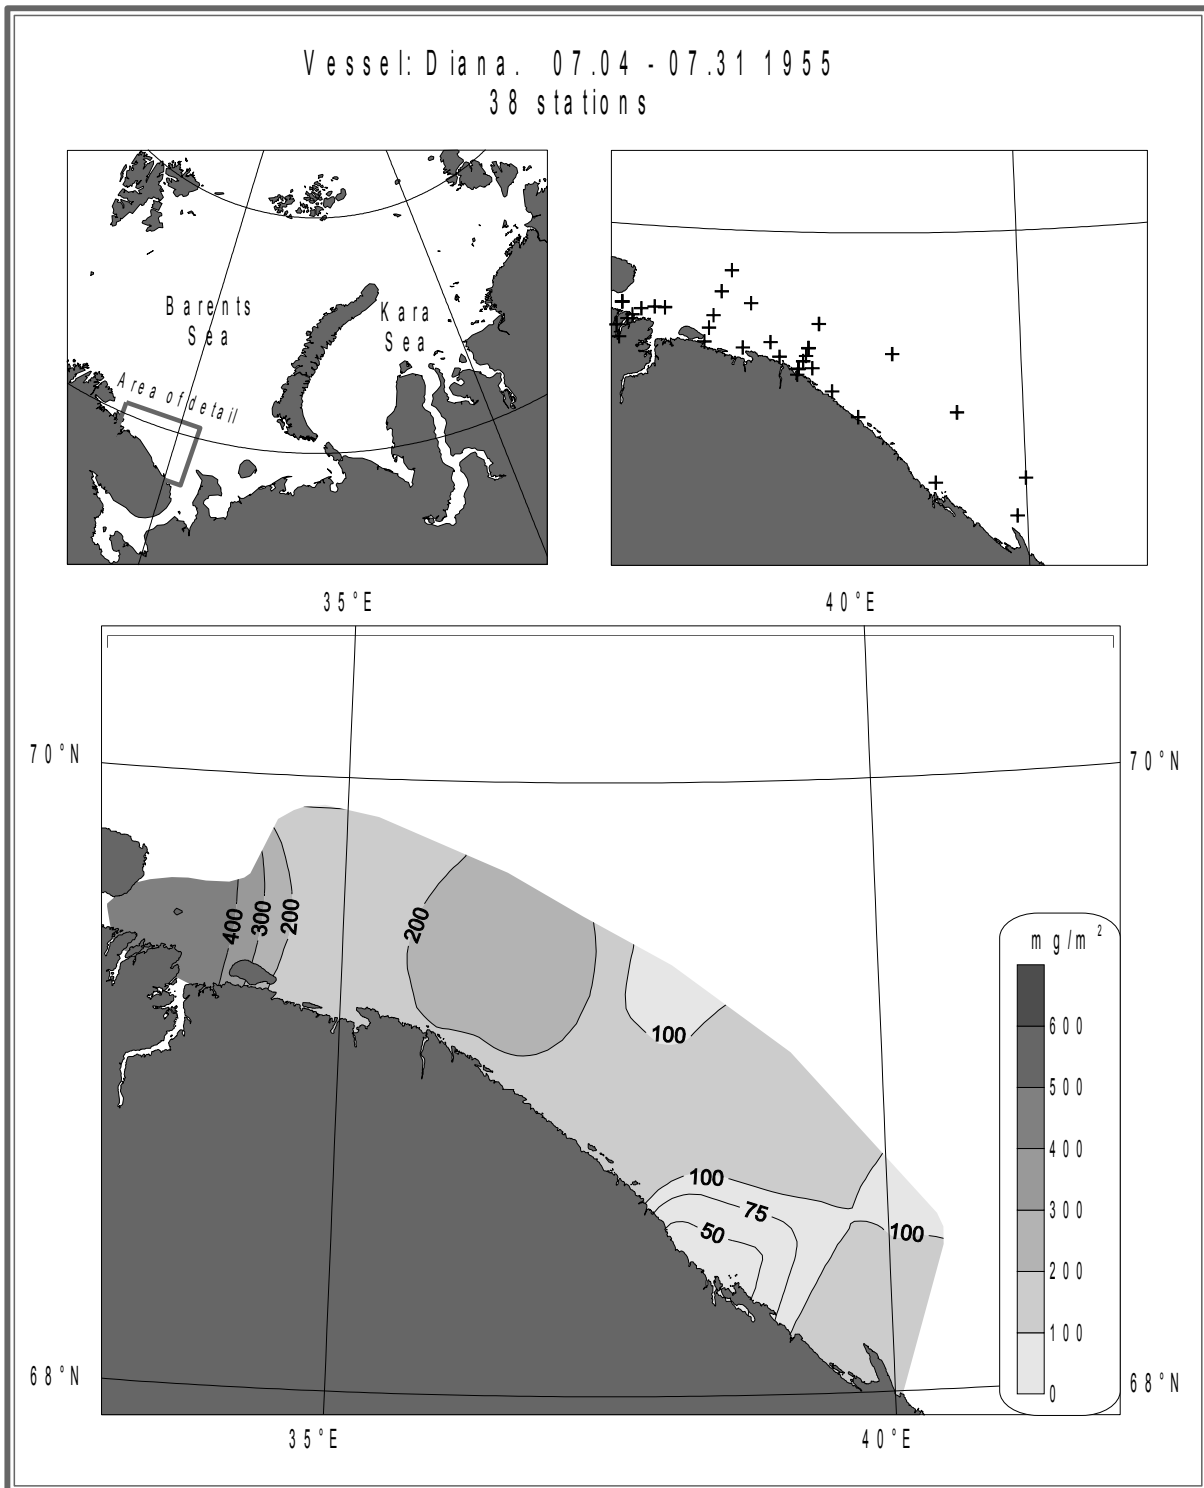 Vessel: Diana. 07.04 - 07.31 1955
38 stations
Barents
Sea
Kara
Sea
Area of detail
35°E
40°E
70°N
70°N
400
300
200
200
100
100
75
50
100
mg/m²
600
500
400
300
200
100
0
68°N
68°N
35°E
40°E